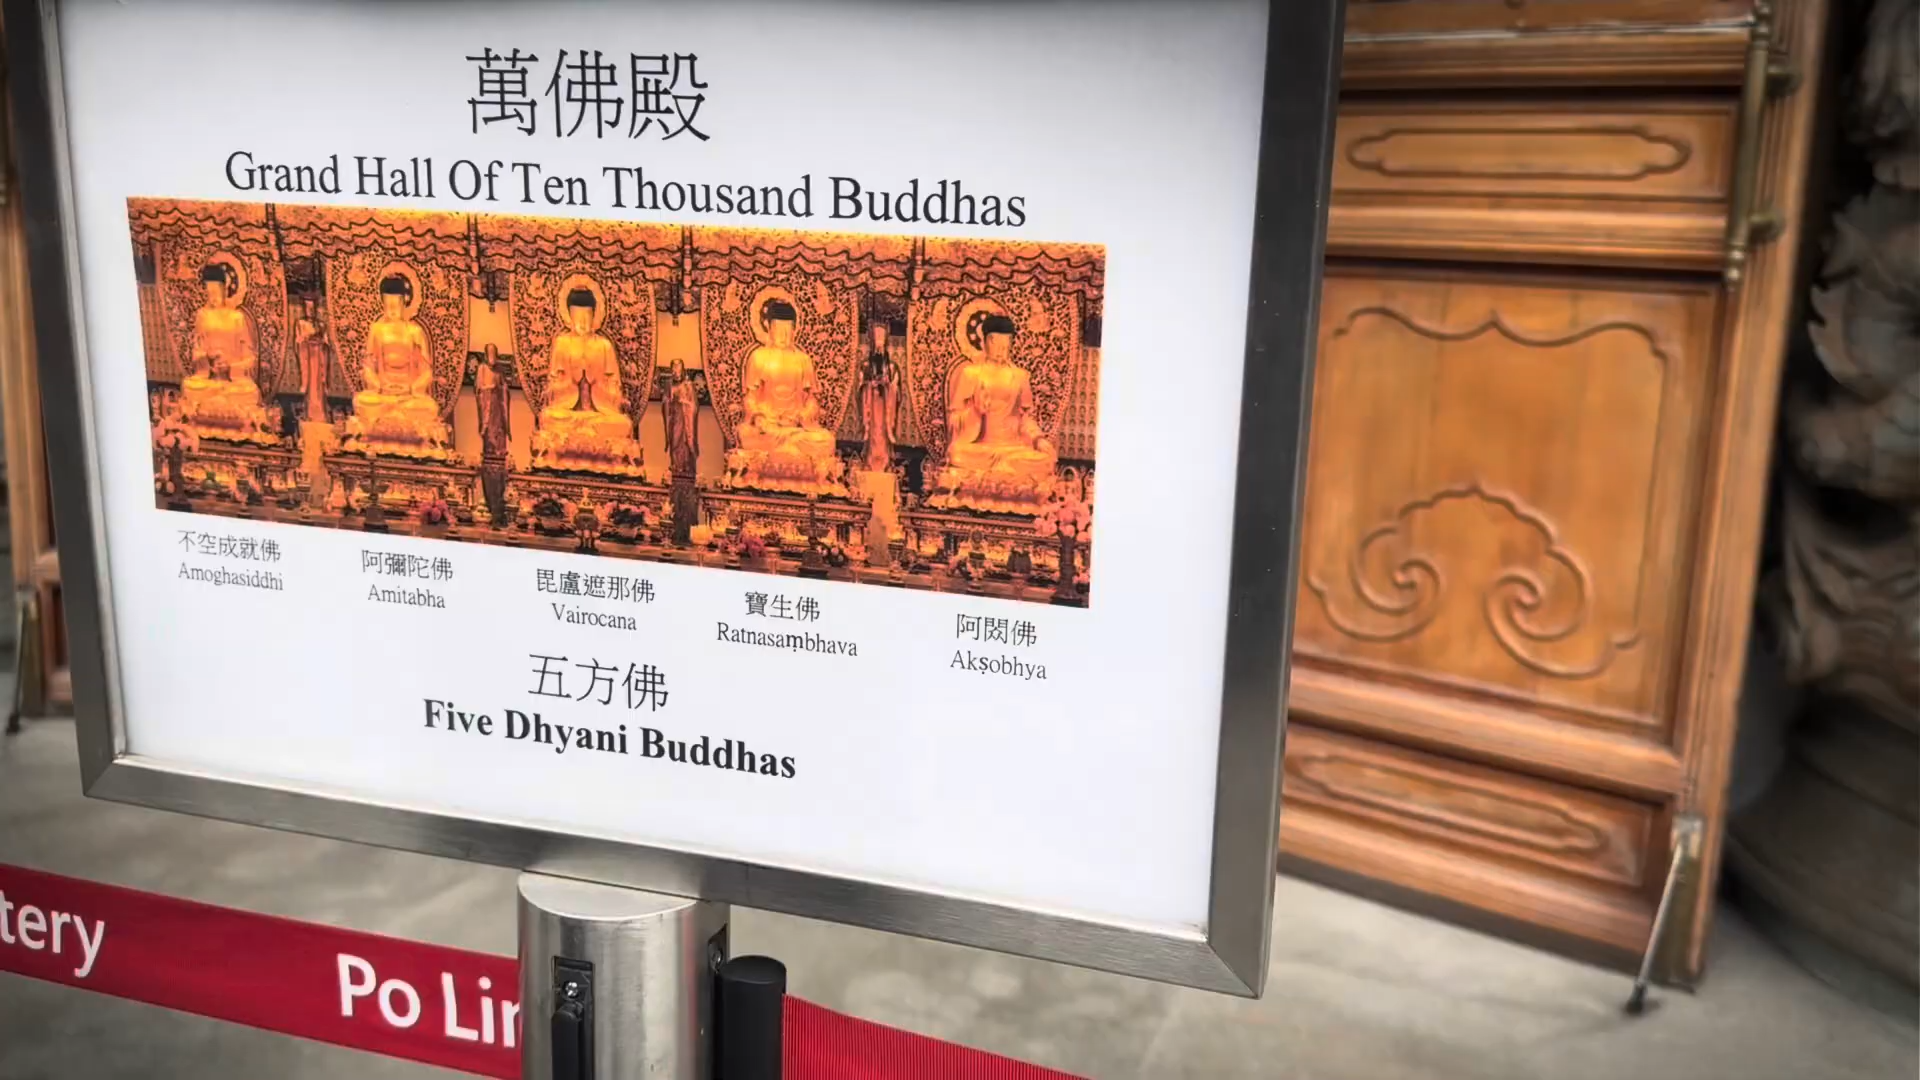 萬佛殿
Grand Hall Of Ten Thousand Buddhas
不空成就佛
Amoghasiddhi
阿彌陀佛
Amitabha
毘盧遮那佛
Vairocana
寶生佛
Ratnasaṃbhava
阿閦佛
Akṣobhya
五方佛
Five Dhyani Buddhas
tery
Po Lin